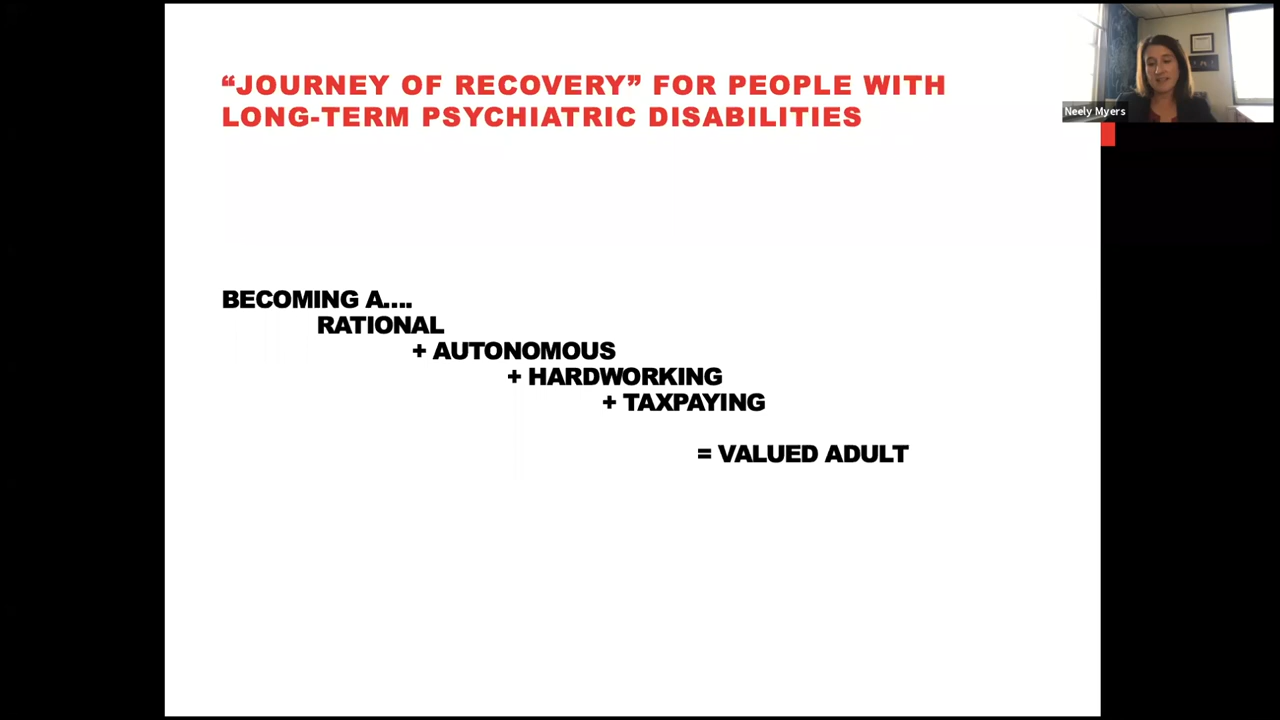 “JOURNEY OF RECOVERY” FOR PEOPLE WITH
LONG-TERM PSYCHIATRIC DISABILITIES
Neely Myers
BECOMING A....
RATIONAL
+ AUTONOMOUS
+ HARDWORKING
+ TAXPAYING
= VALUED ADULT